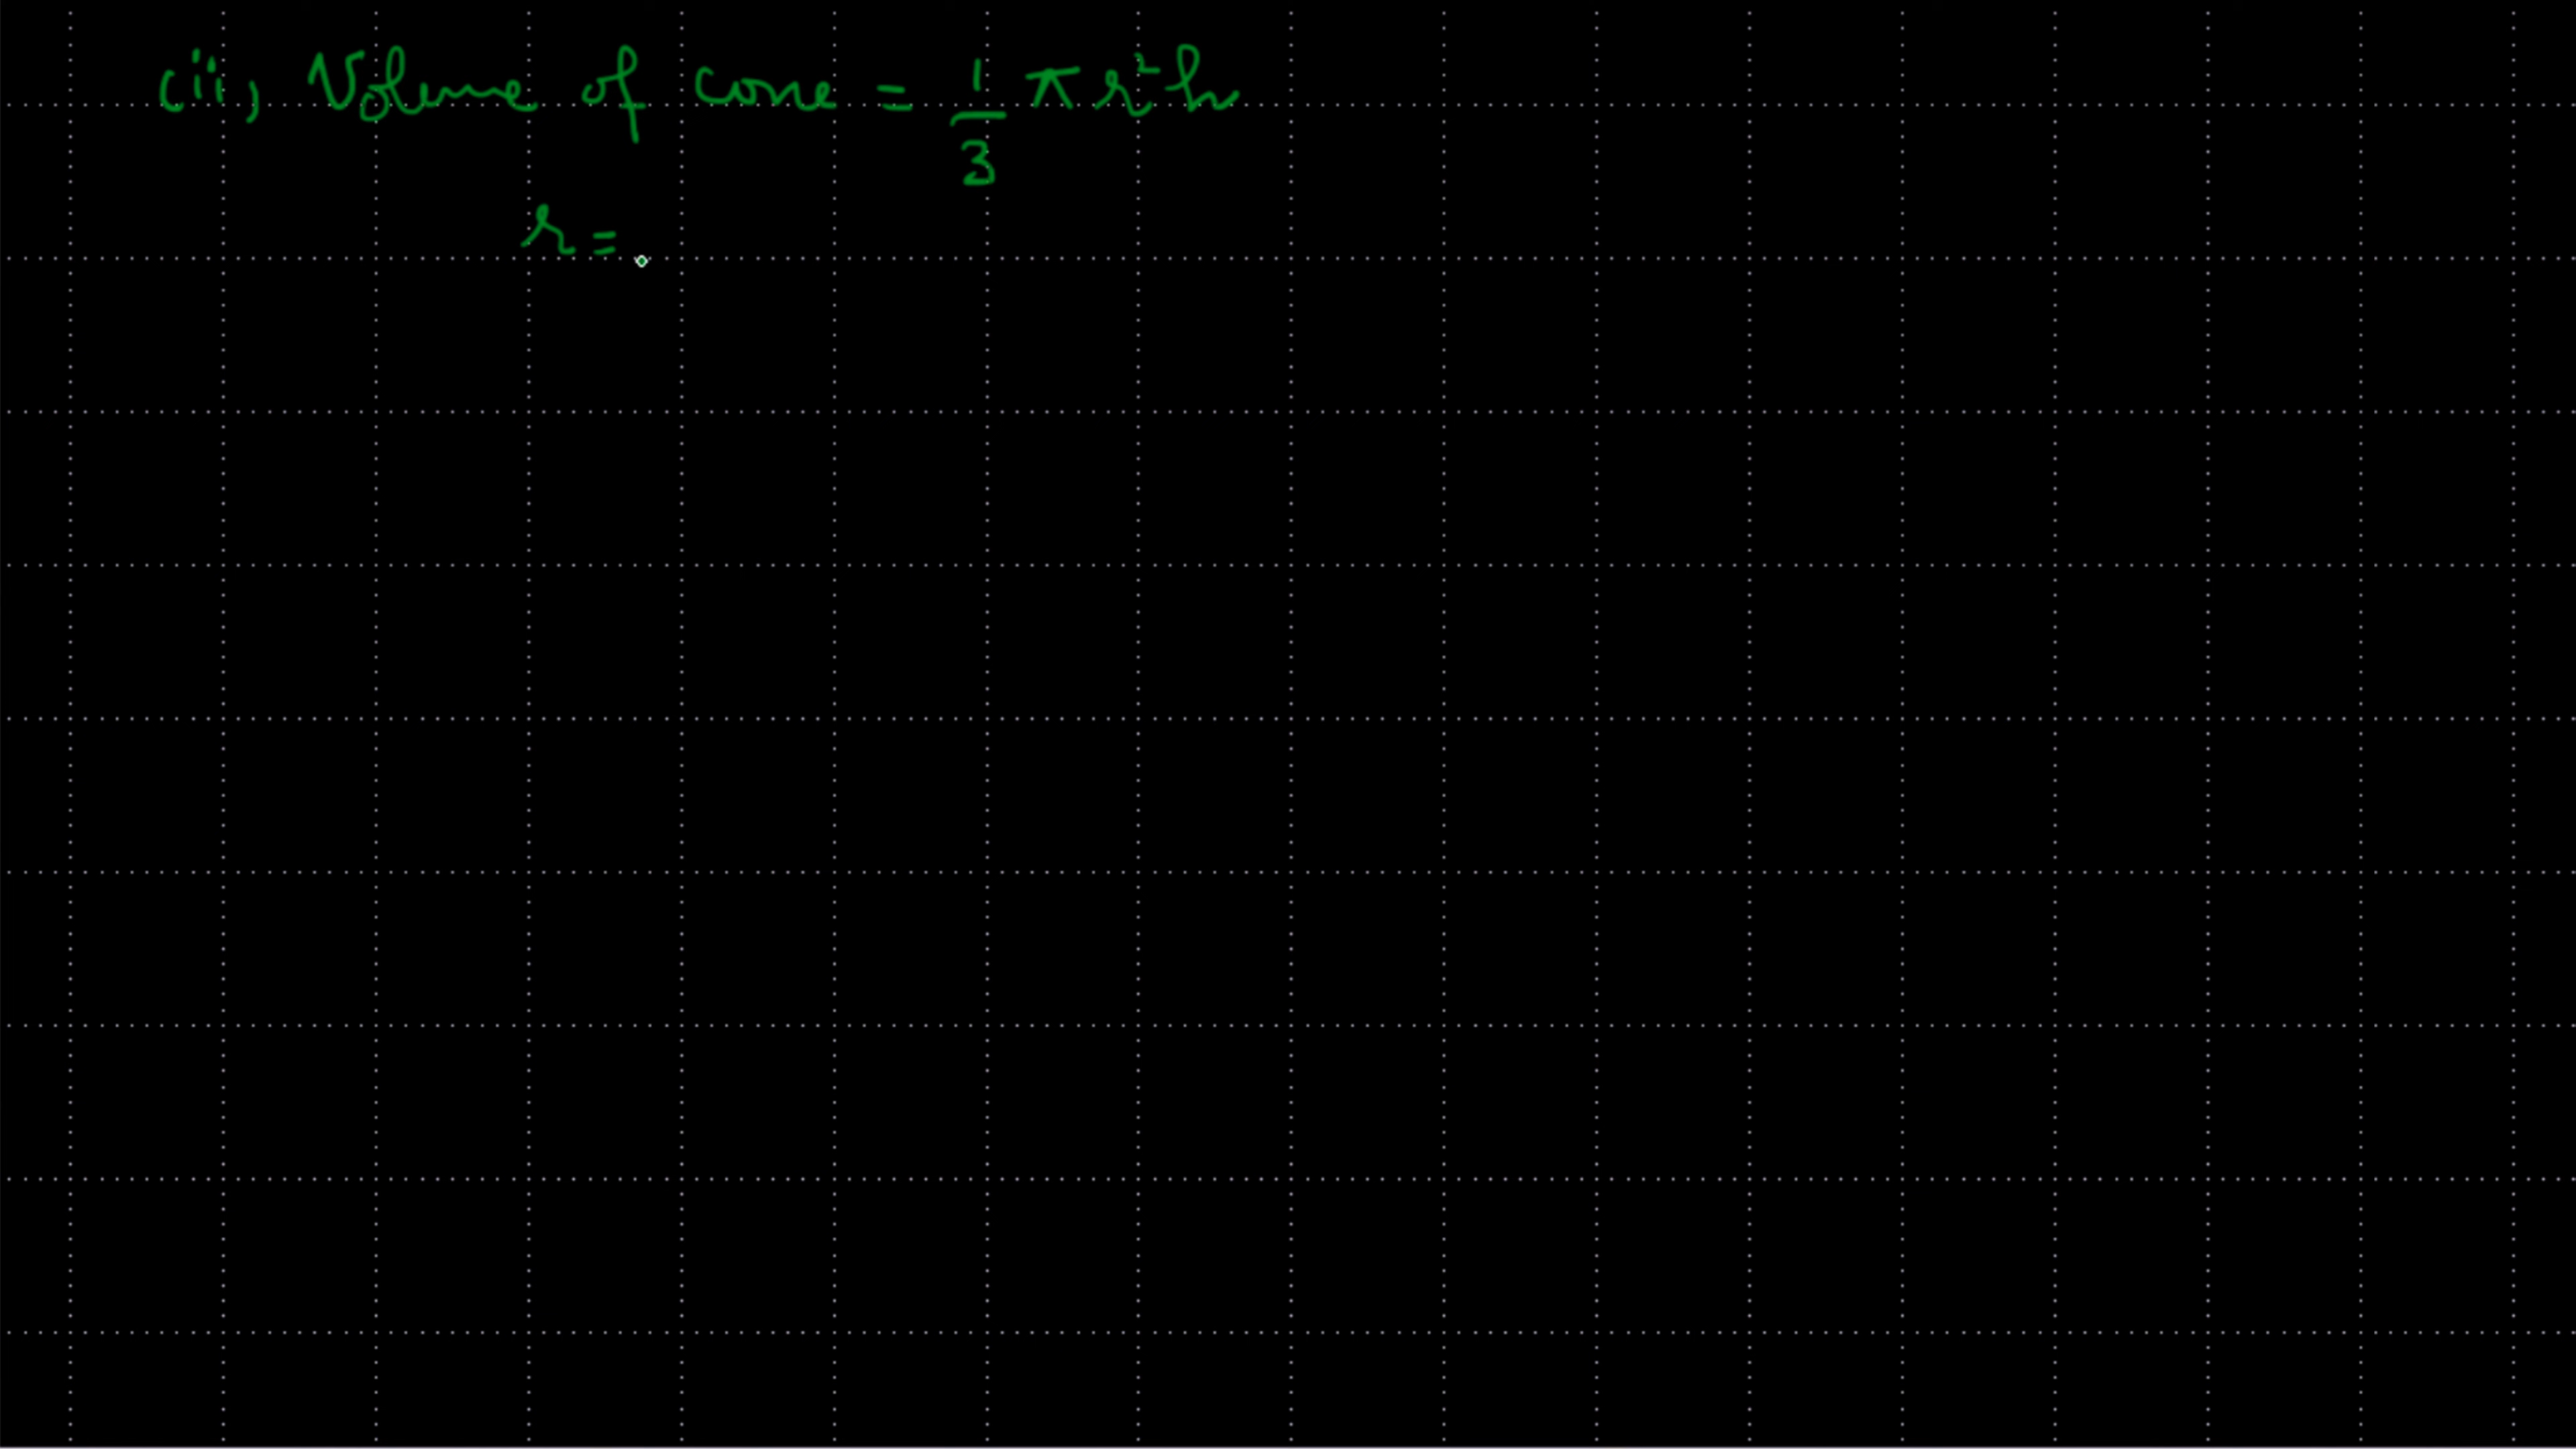 (ii) Volume of cone = 1/3 πr²h
r =